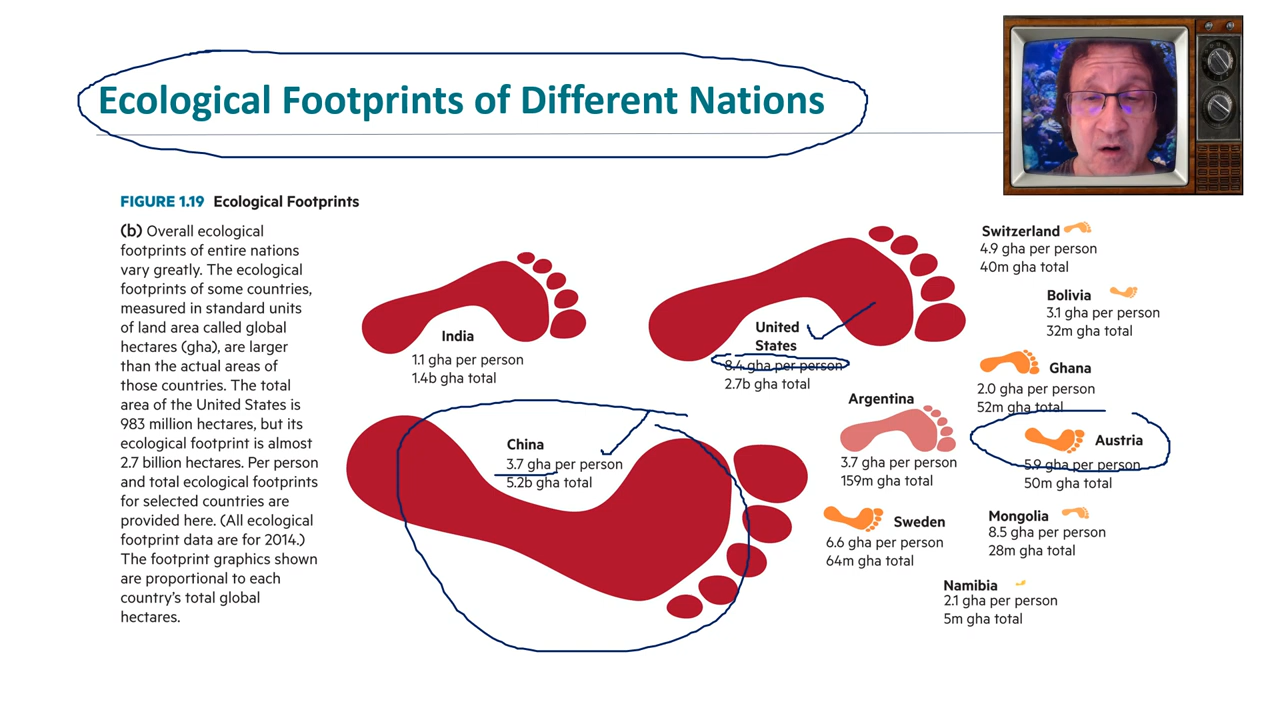 Ecological Footprints of Different Nations
FIGURE 1.19 Ecological Footprints
(b) Overall ecological
footprints of entire nations
vary greatly. The ecological
footprints of some countries,
measured in standard units
of land area called global
hectares (gha), are larger
than the actual areas of
those countries. The total
area of the United States is
983 million hectares, but its
ecological footprint is almost
2.7 billion hectares. Per person
and total ecological footprints
for selected countries are
provided here. (All ecological
footprint data are for 2014.)
The footprint graphics shown
are proportional to each
country's total global
hectares.
India
1.1 gha per person
1.4b gha total
United
States
8.4 gha per person
2.7b gha total
China
3.7 gha per person
5.2b gha total
Argentina
3.7 gha per person
159m gha total
Sweden
6.6 gha per person
64m gha total
Switzerland
4.9 gha per person
40m gha total
Bolivia
3.1 gha per person
32m gha total
Ghana
2.0 gha per person
52m gha total
Austria
5.9 gha per person
50m gha total
Mongolia
8.5 gha per person
28m gha total
Namibia
2.1 gha per person
5m gha total